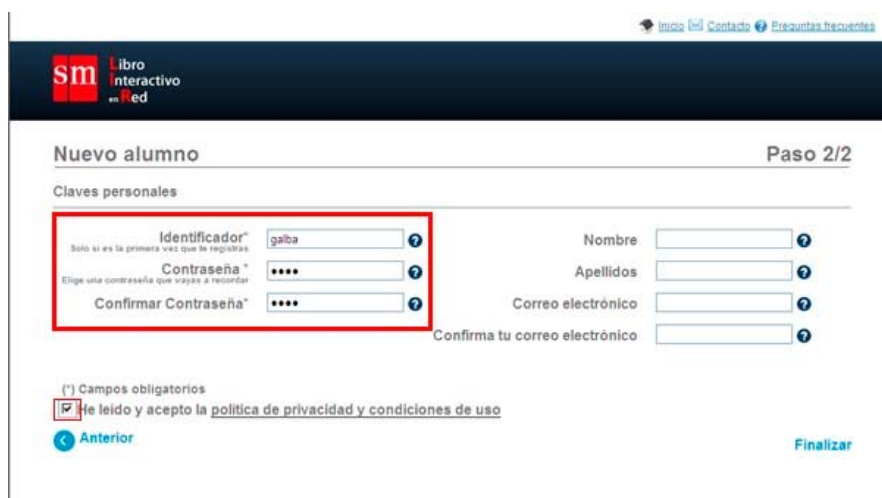 Inicio Contacto Preguntas frecuentes
sm Libro
Interactivo
en Red
Nuevo alumno Paso 2/2
Claves personales
Identificador* galba Nombre
Solo si es la primera vez que te registras
Contraseña * •••• Apellidos
Elige una contraseña que vayas a recordar
Confirmar Contraseña* •••• Correo electrónico
Confirma tu correo electrónico
(*) Campos obligatorios
He leído y acepto la política de privacidad y condiciones de uso
Anterior
Finalizar